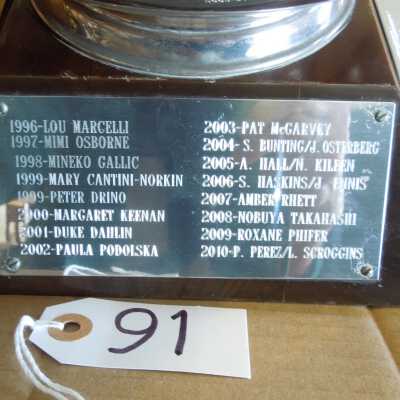 1996-LOU MARCELLI
1997-MIMI OSBORNE
1998-MINEKO GALLIC
1999-MARY CANTINI-NORKIN
1999-PETER DRINO
2000-MARGARET KEENAN
2001-DUKE DAHLIN
2002-PAULA PODOLSKA
2003-PAT McGARVEY
2004-S. BUNTING/J. OSTERBERG
2005-A. HALL/N. KILEEN
2006-S. HASKINS/J. ENNIS
2007-AMBER RHETT
2008-NOBUYA TAKAHASHI
2009-ROXANE PHIFER
2010-P. PEREZ/L. SCROGGINS
91